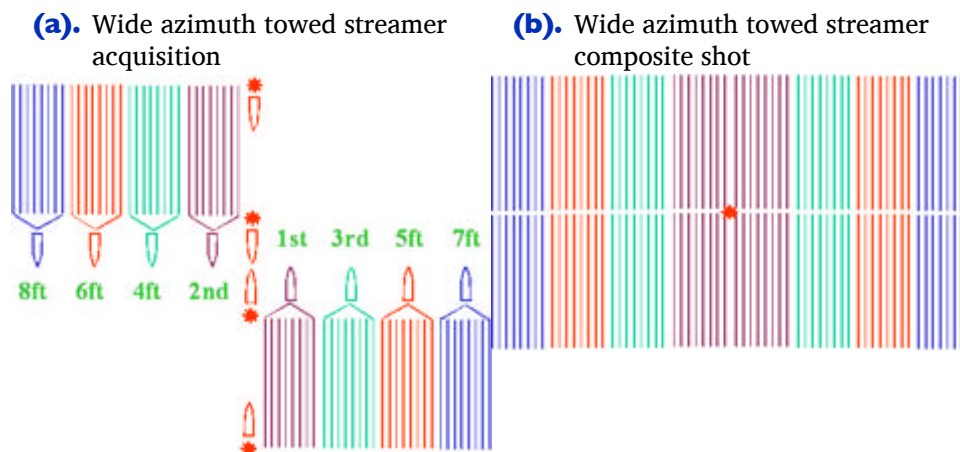 (a). Wide azimuth towed streamer
acquisition
(b). Wide azimuth towed streamer
composite shot
1st 3rd 5ft 7ft
8ft 6ft 4ft 2nd